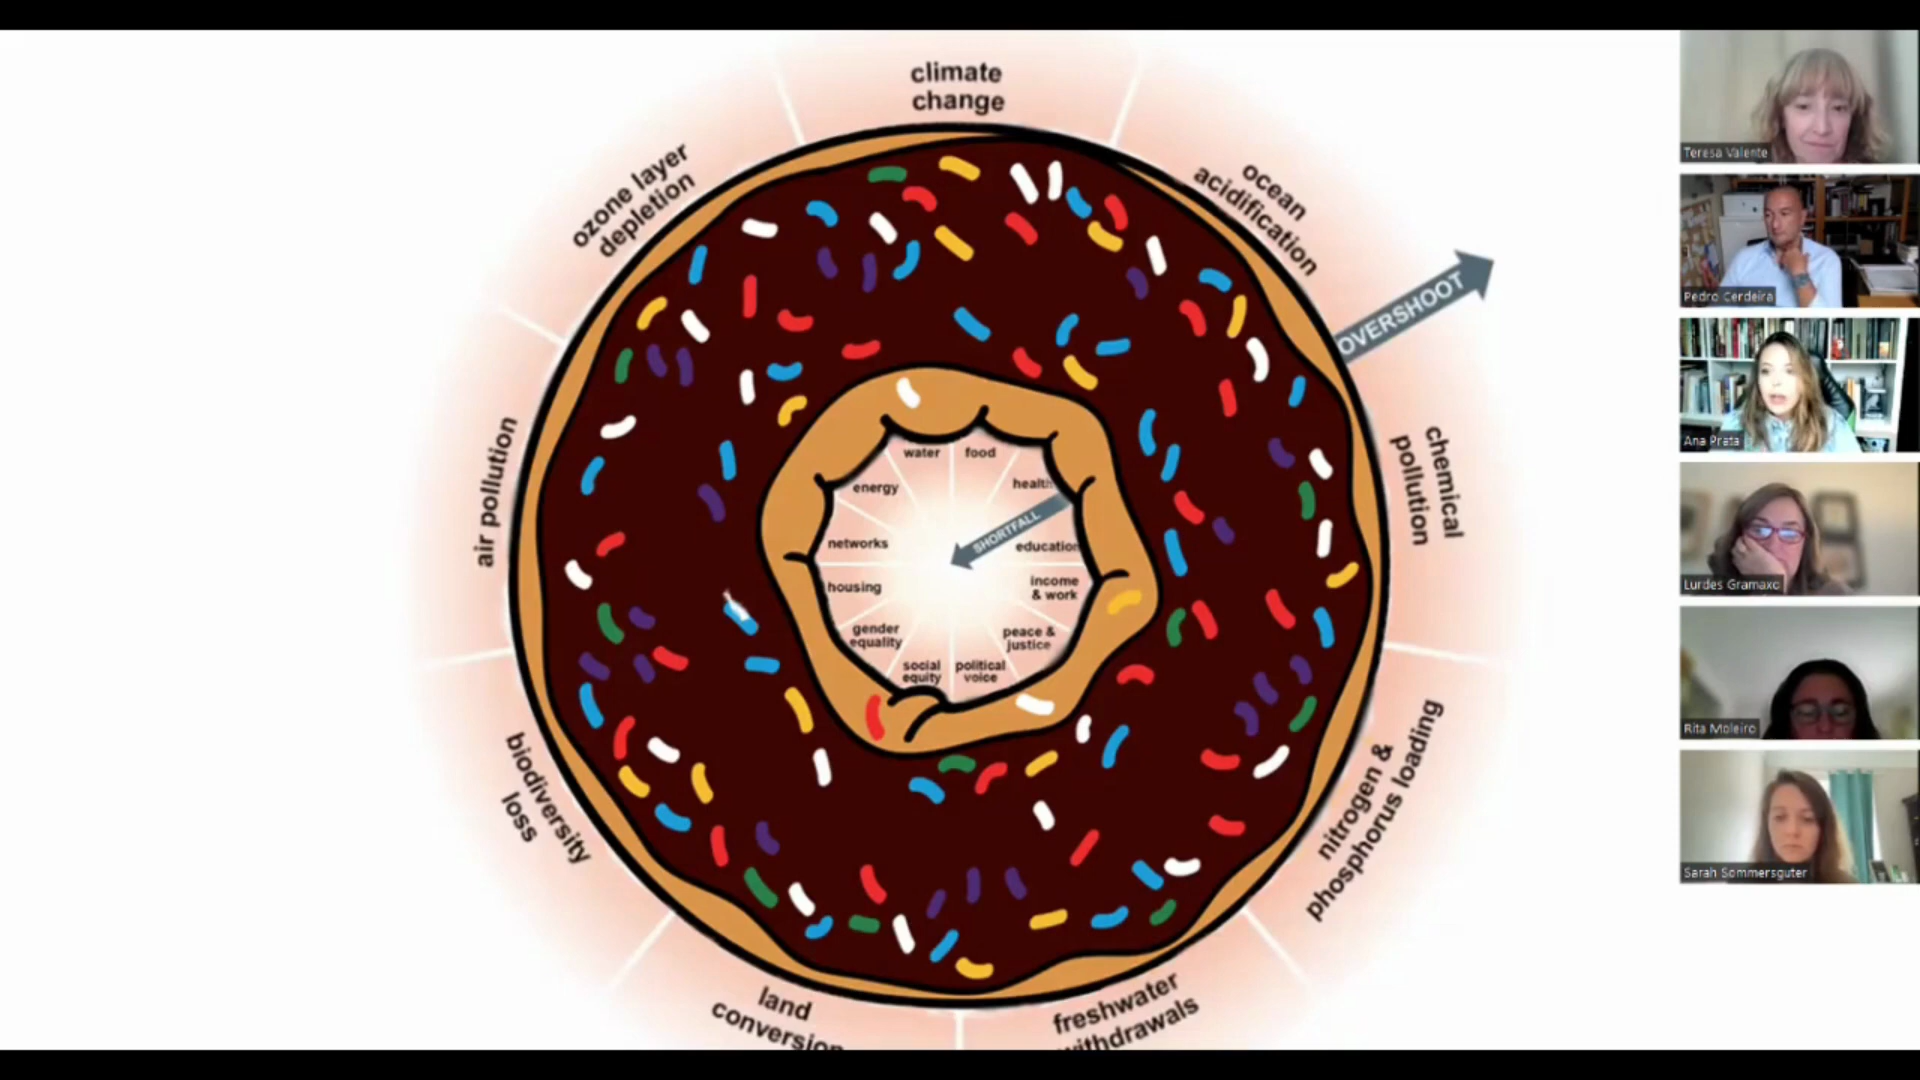 climate
change
ozone layer
depletion
ocean
acidification
OVERSHOOT
air pollution
chemical
pollution
water
food
energy
health
SHORTFALL
networks
education
housing
income
& work
gender
equality
peace &
justice
social
equity
political
voice
biodiversity
loss
nitrogen &
phosphorus loading
land
conversion
freshwater
withdrawals
Teresa Valente
Pedro Cerdeira
Ana Prata
Lurdes Gramaxo
Rita Moleiro
Sarah Sommersguter